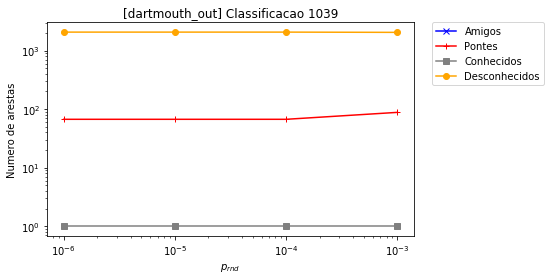 [dartmouth_out] Classificacao 1039
Numero de arestas
10³
10²
10¹
10⁰
10⁻⁶
10⁻⁵
10⁻⁴
10⁻³
p_rnd
Amigos
Pontes
Conhecidos
Desconhecidos